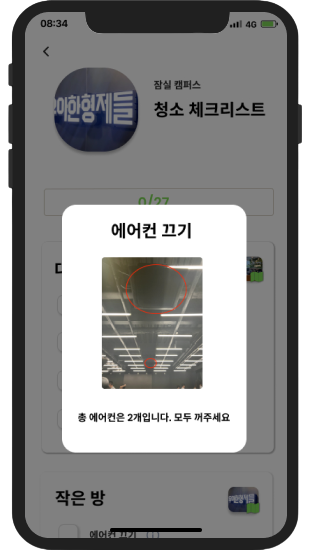 08:34
4G
잠실 캠퍼스
청소 체크리스트
아한형제들
0/27
에어컨 끄기
총 에어컨은 2개입니다. 모두 꺼주세요
작은 방
에어컨 끄기